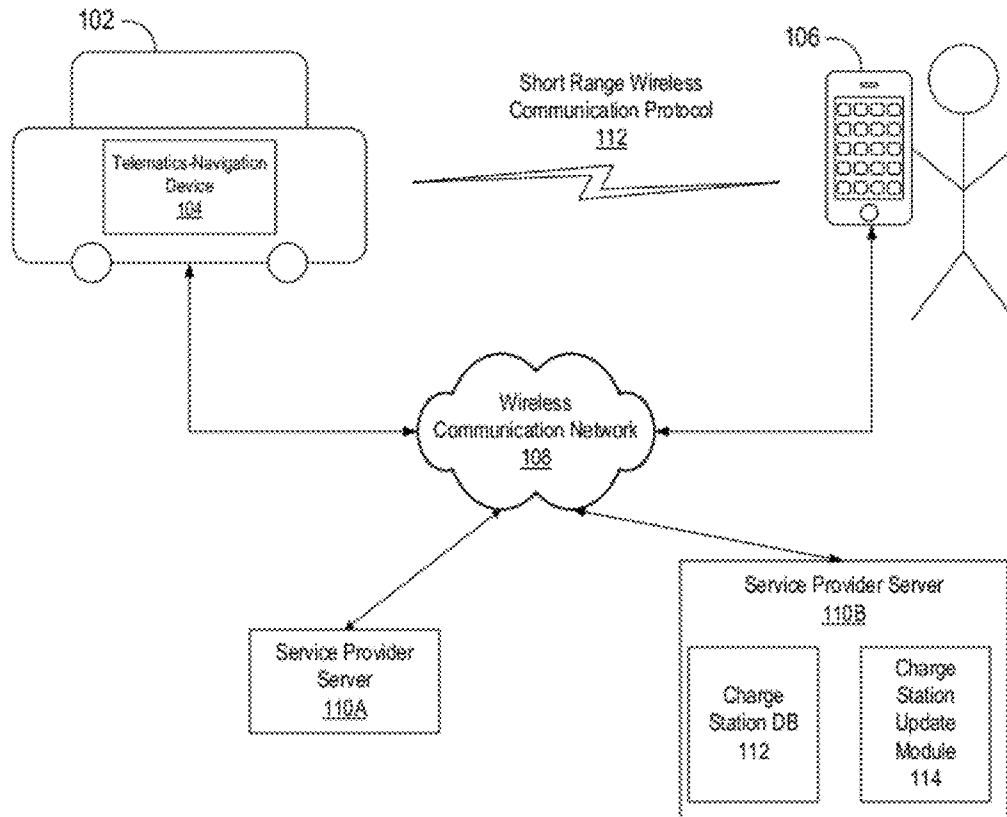 102
106
Short Range Wireless
Communication Protocol
112
Telematics-Navigation
Device
104
Wireless
Communication Network
108
Service Provider Server
110B
Service Provider
Server
110A
Charge
Station DB
112
Charge
Station
Update
Module
114